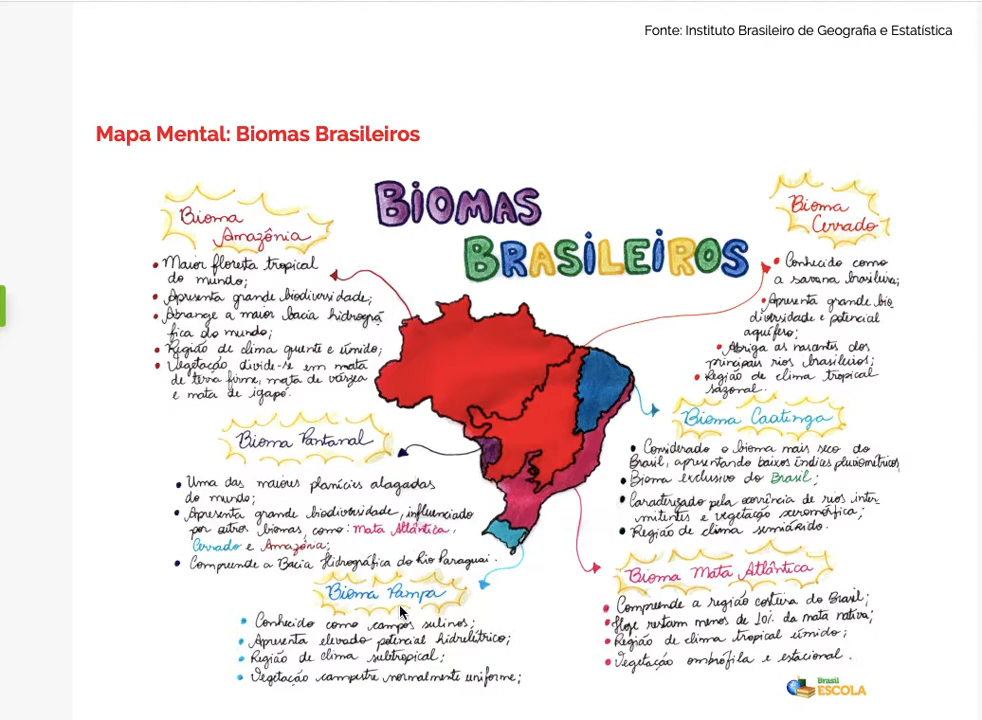 Fonte: Instituto Brasileiro de Geografia e Estatística
Mapa Mental: Biomas Brasileiros
BIOMAS
BRASILEIROS
Bioma
Amazônia
• Maior floresta tropical
do mundo;
• Apresenta grande biodiversidade;
• Abrange a maior bacia hidrográ
fica do mundo;
• Região de clima quente e úmido;
• Vegetação divide-se em mata
de terra firme, mata de várzea
e mata de igapó.
Bioma
Cerrado
• Conhecido como
a savana brasileira;
• Apresenta grande bio
diversidade e potencial
aquífero;
• Abriga as nascentes dos
principais rios brasileiros;
• Região de clima tropical
sazonal.
Bioma Pantanal
• Uma das maiores planícies alagadas
do mundo;
• Apresenta grande biodiversidade, influenciado
por outros biomas como: Mata Atlântica,
Cerrado e Amazônia;
• Compreende a Bacia Hidrográfica do Rio Paraguai.
Bioma Caatinga
• Considerado o bioma mais seco do
Brasil, apresentando baixos índices pluviométricos;
• Bioma exclusivo do Brasil;
• Caracterizado pela ocorrência de rios inter-
mitentes e vegetação xeromórfica;
• Região de clima semiárido.
Bioma Pampa
• Conhecido como campos sulinos;
• Apresenta elevado potencial hidrelétrico;
• Região de clima subtropical;
• Vegetação campestre normalmente uniforme;
Bioma Mata Atlântica
• Compreende a região costeira do Brasil;
• Hoje restam menos de 10% da mata nativa;
• Região de clima tropical úmido;
• Vegetação ombrófila e estacional.
Brasil
ESCOLA